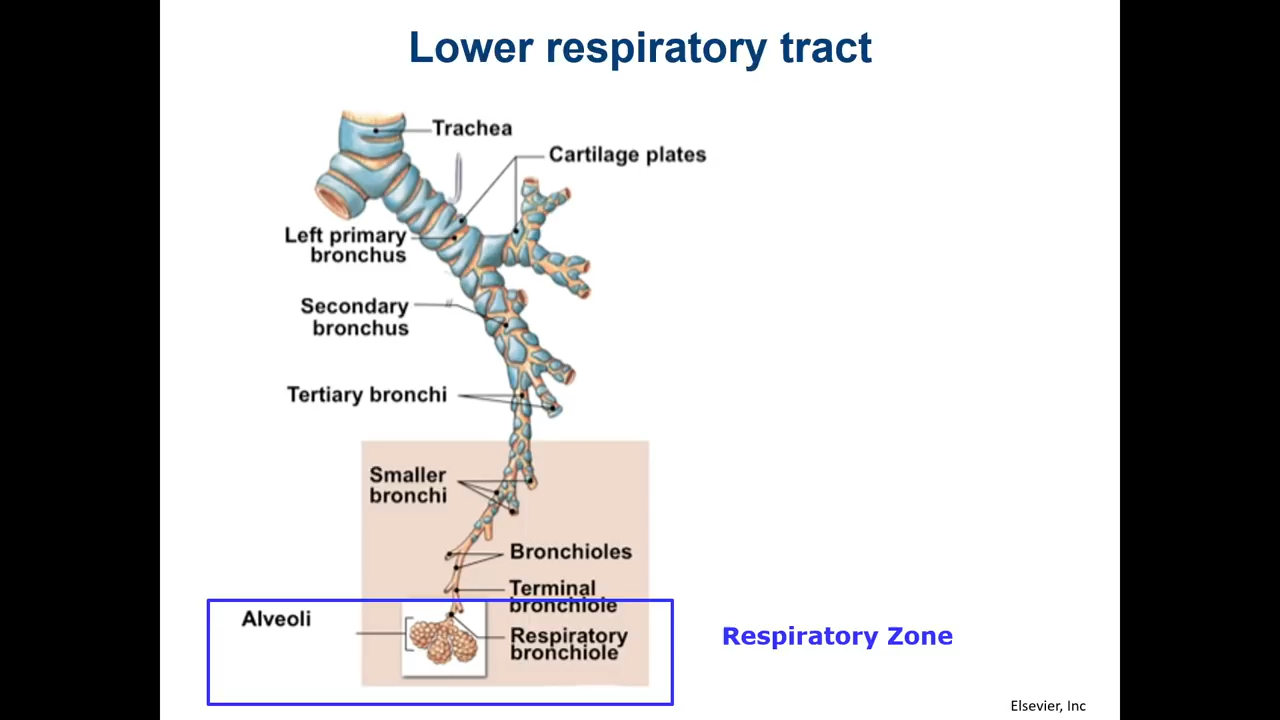 Lower respiratory tract
Trachea
Cartilage plates
Left primary
bronchus
Secondary
bronchus
Tertiary bronchi
Smaller
bronchi
Bronchioles
Terminal
bronchiole
Alveoli
Respiratory
bronchiole
Respiratory Zone
Elsevier, Inc